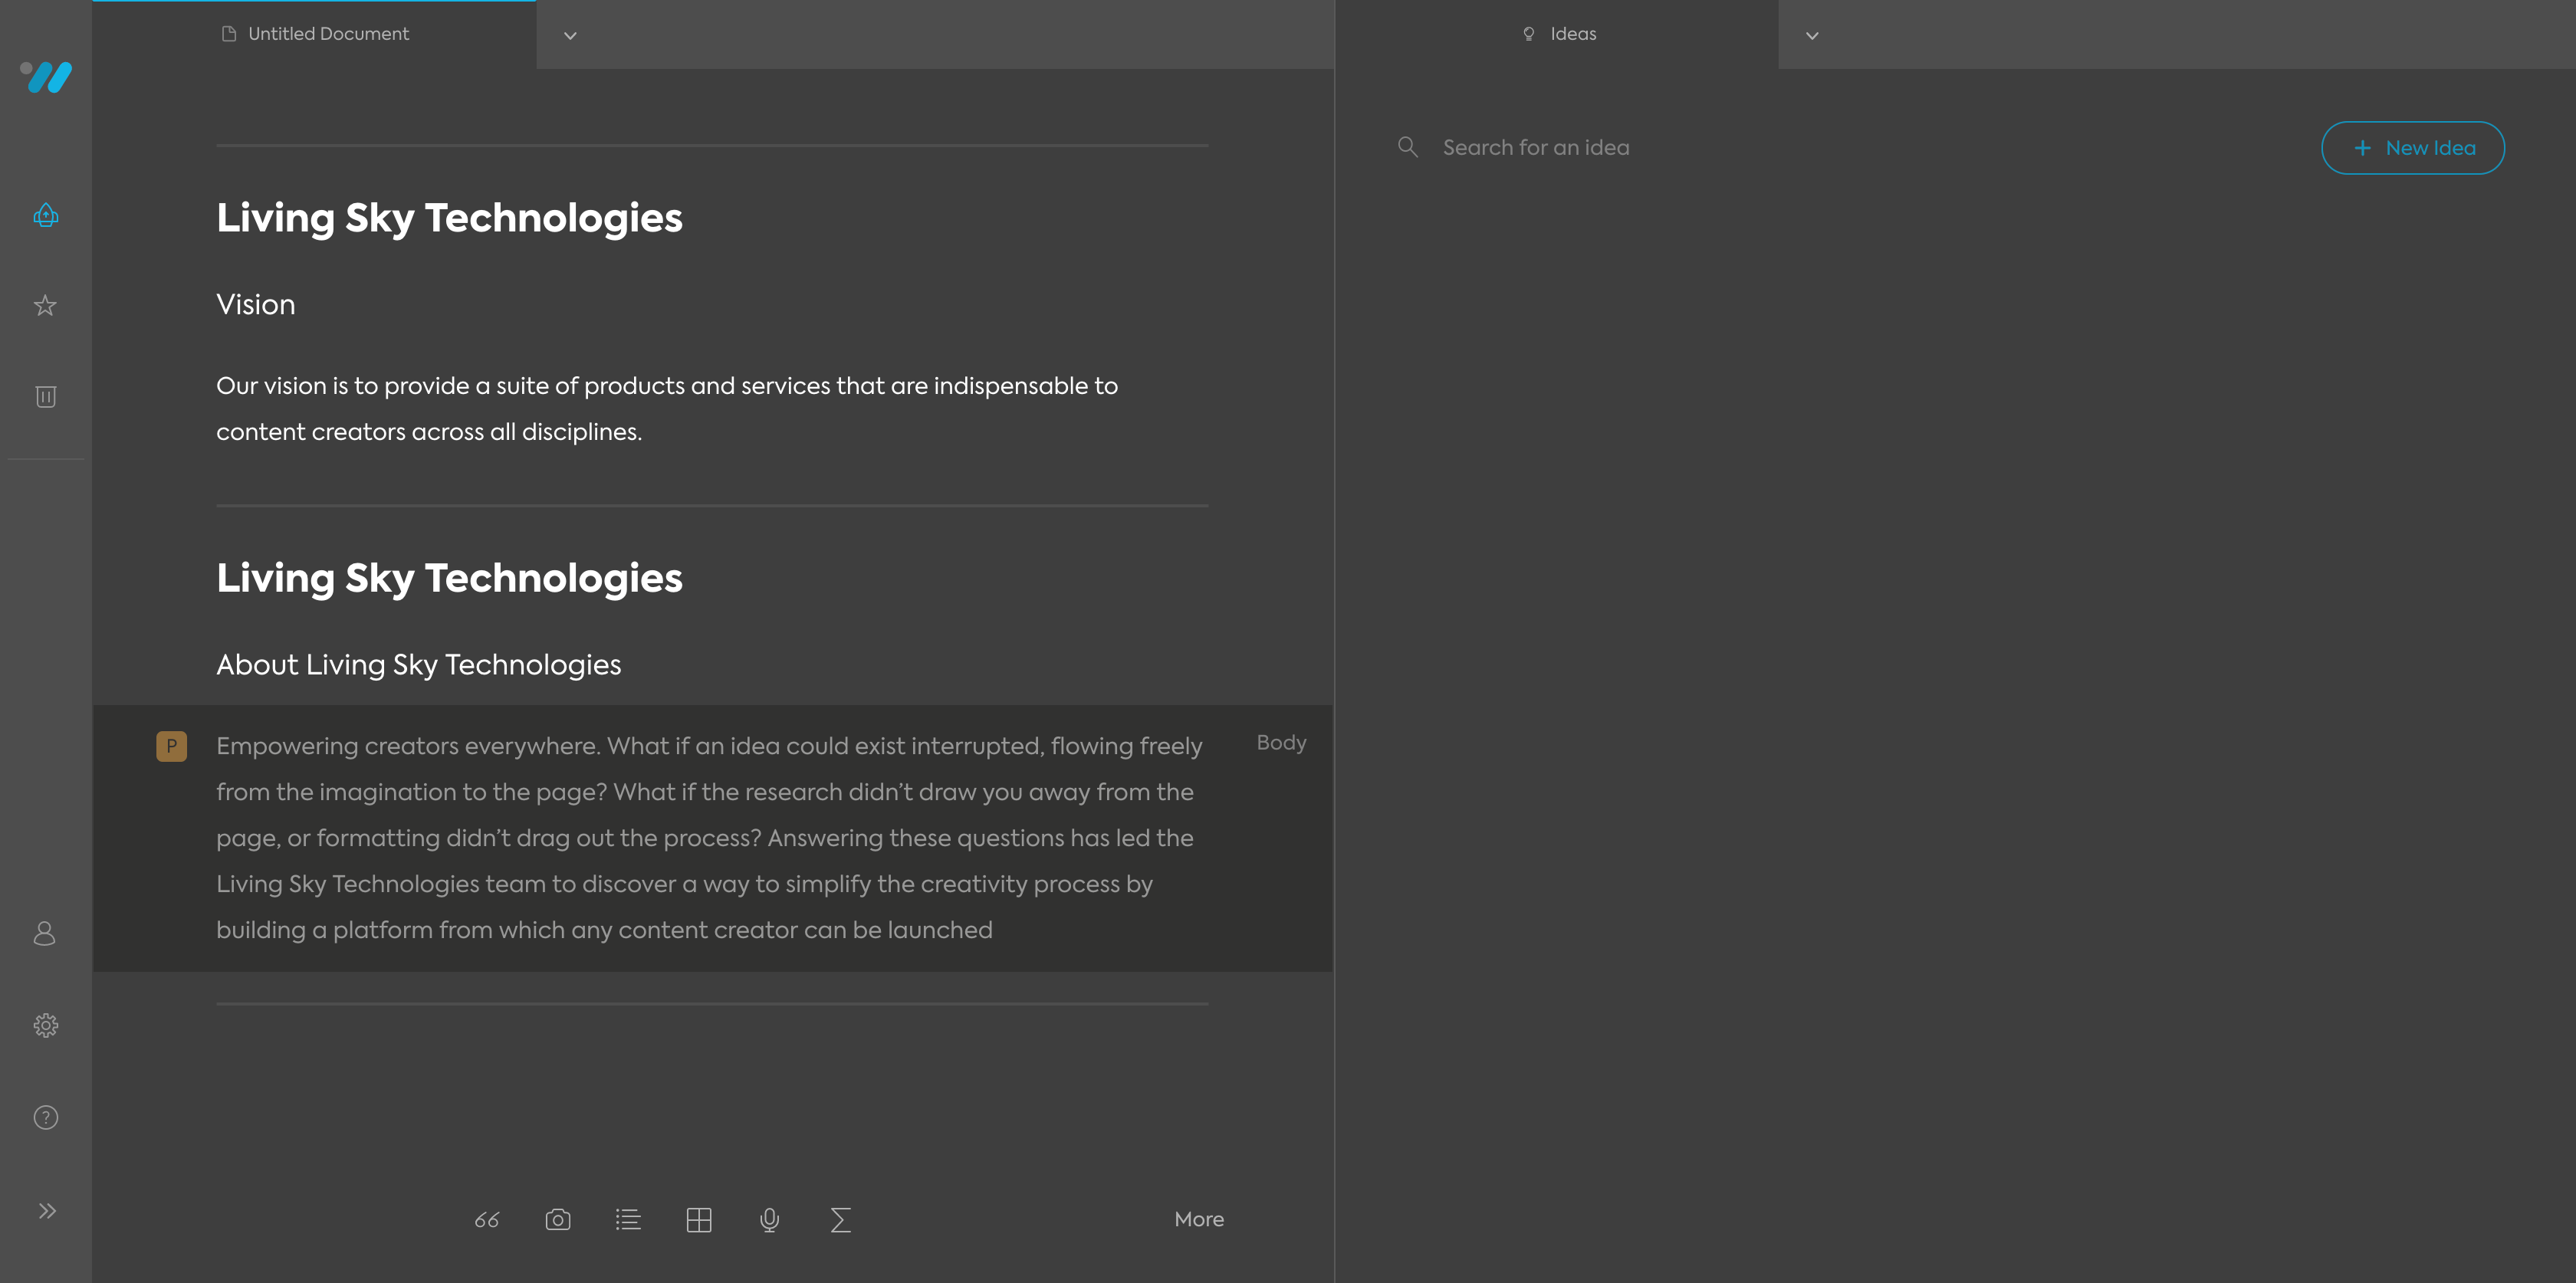 Untitled Document
Ideas
Search for an idea
+ New Idea
Living Sky Technologies
Vision
Our vision is to provide a suite of products and services that are indispensable to
content creators across all disciplines.
Living Sky Technologies
About Living Sky Technologies
P
Empowering creators everywhere. What if an idea could exist interrupted, flowing freely
Body
from the imagination to the page? What if the research didn’t draw you away from the
page, or formatting didn’t drag out the process? Answering these questions has led the
Living Sky Technologies team to discover a way to simplify the creativity process by
building a platform from which any content creator can be launched
More